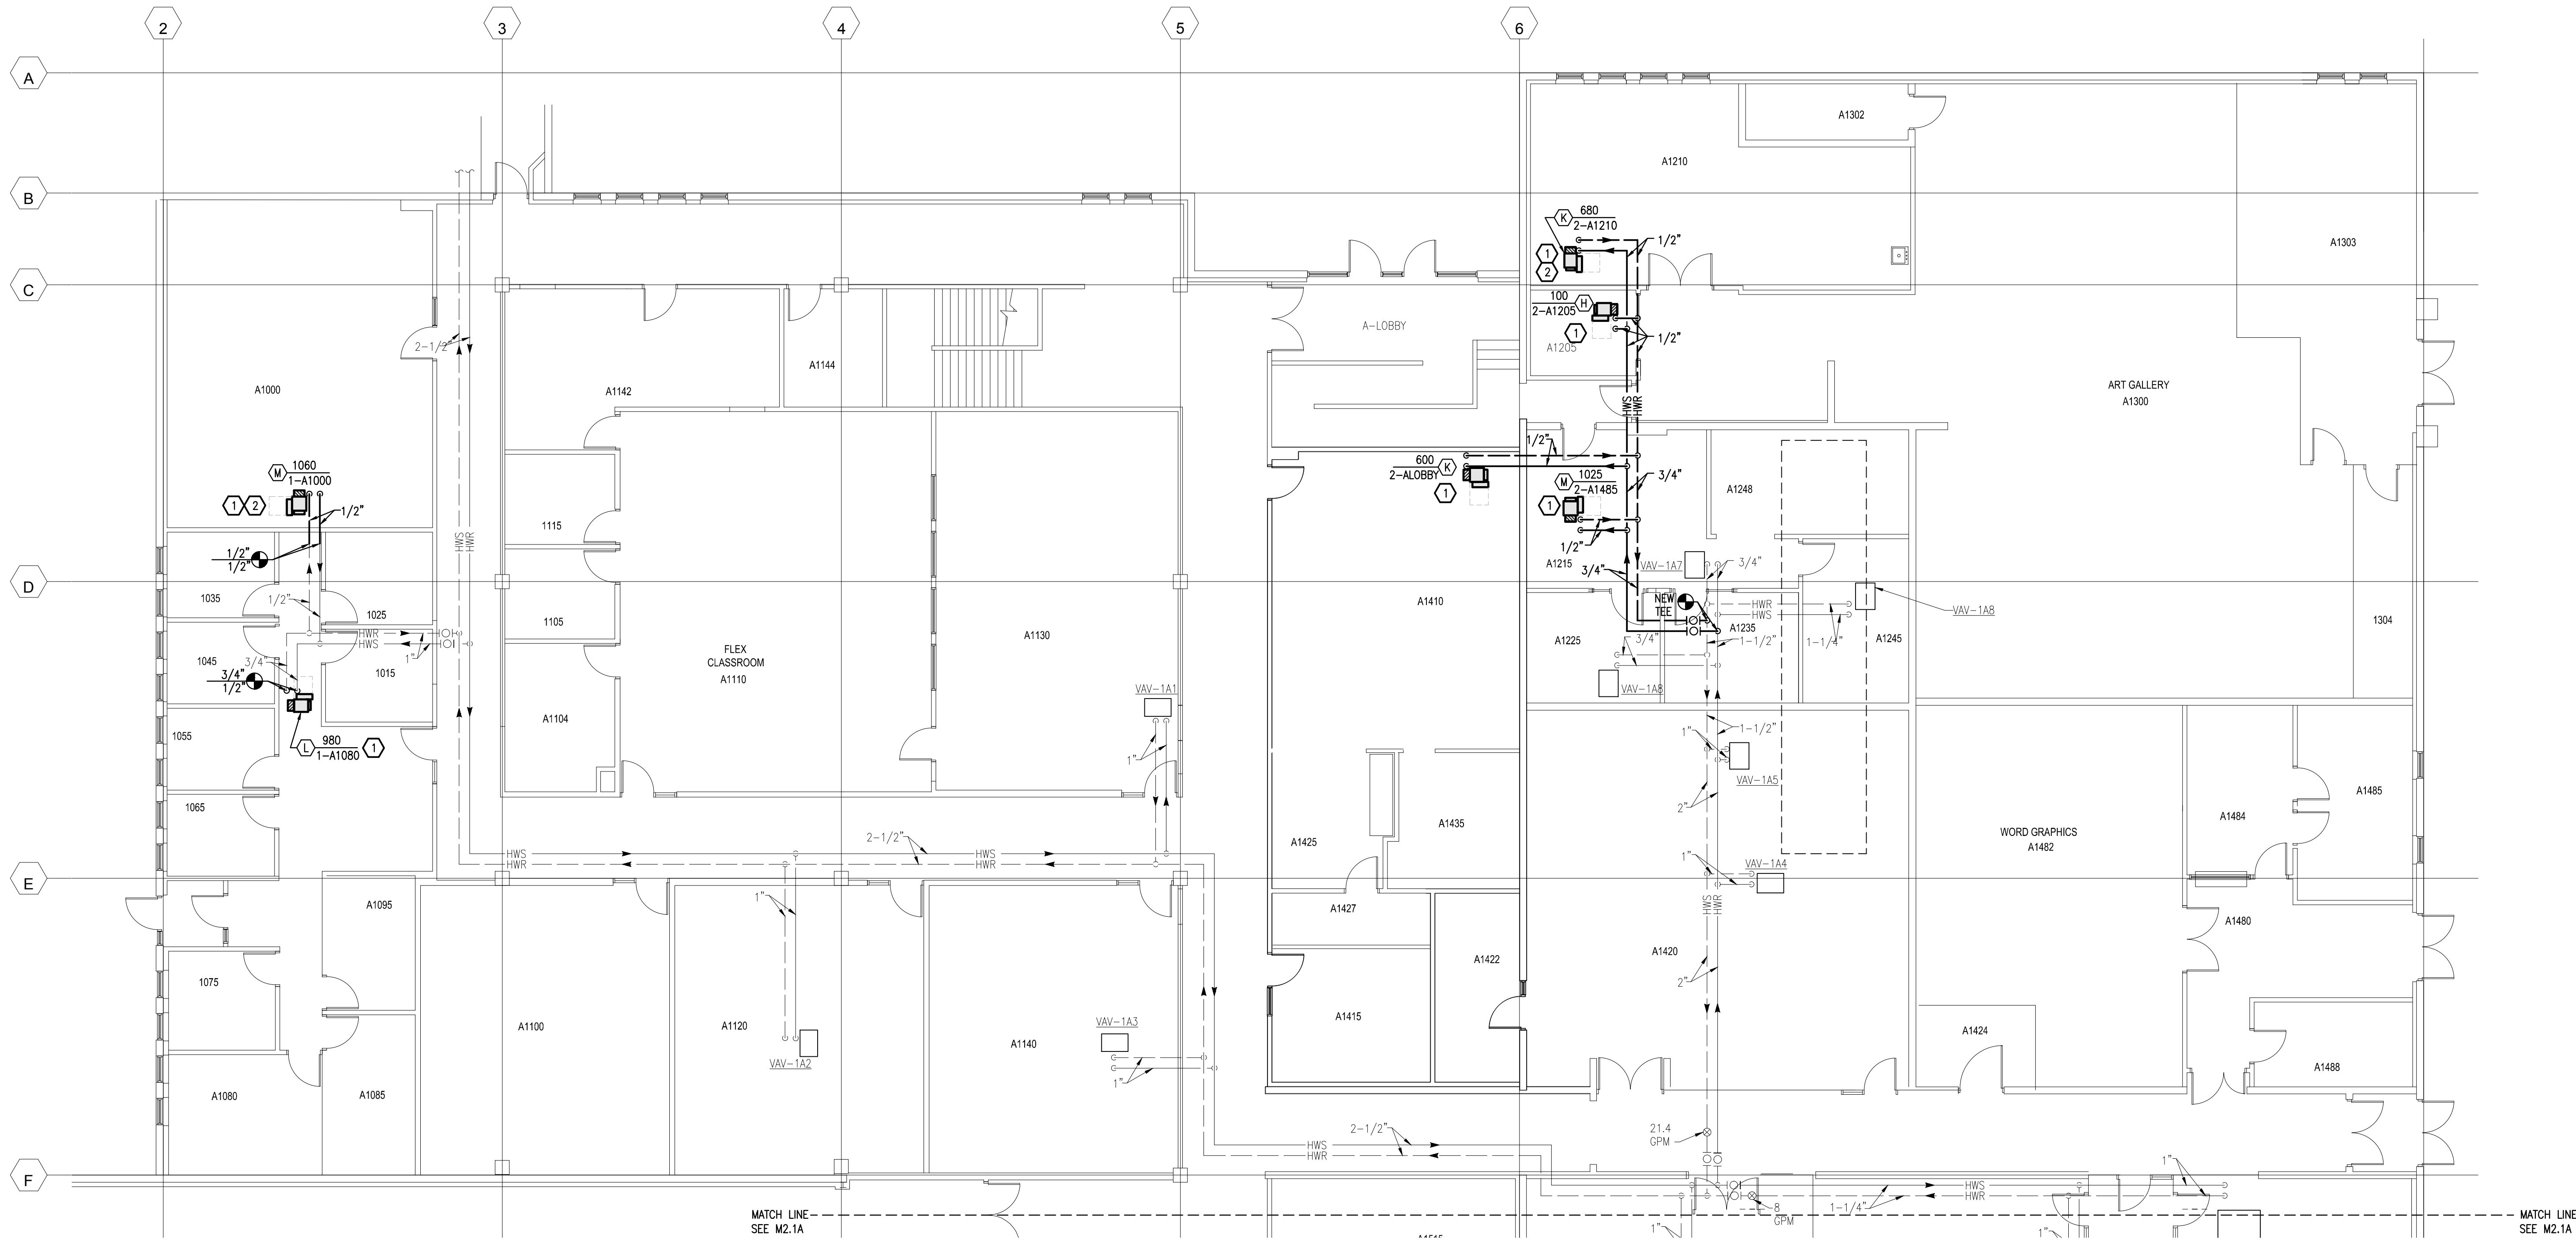 2
3
4
5
6
A
B
C
D
E
F
A1302
A1210
K
680
2-A1210
1/2"
1
2
A1303
100
H
2-A1205
1
1/2"
A1205
A-LOBBY
2-1/2"
A1144
A1142
A1000
ART GALLERY
A1300
HWS
HWR
1/2"
600
K
2-ALOBBY
1
M
1025
2-A1485
1
3/4"
A1248
M
1060
1-A1000
1
2
1/2"
1115
HWS
HWR
1/2"
1/2"
1/2"
A1215
3/4"
VAV-1A7
3/4"
1035
1/2"
1025
1105
A1410
A1130
NEW
TEE
HWR
HWS
VAV-1A8
A1235
A1225
3/4"
1-1/2"
1-1/4"
A1245
1304
HWR
HWS
1"
1045
3/4"
1015
3/4"
1/2"
FLEX
CLASSROOM
A1110
VAV-1A1
VAV-1A8
A1104
L
980
1-A1080
1
1055
1"
1-1/2"
1"
VAV-1A5
2"
1065
A1485
A1484
A1425
A1435
WORD GRAPHICS
A1482
2-1/2"
HWS
HWR
HWS
HWR
1"
VAV-1A4
A1095
1"
A1427
HWS
HWR
A1480
A1420
A1422
1075
2"
A1100
A1120
VAV-1A3
A1140
A1415
A1424
VAV-1A2
1"
A1080
A1085
A1488
2-1/2"
21.4
GPM
HWS
HWR
1"
HWS
HWR
1-1/4"
8
GPM
MATCH LINE
SEE M2.1A
MATCH LINE
SEE M2.1A
1"
1"